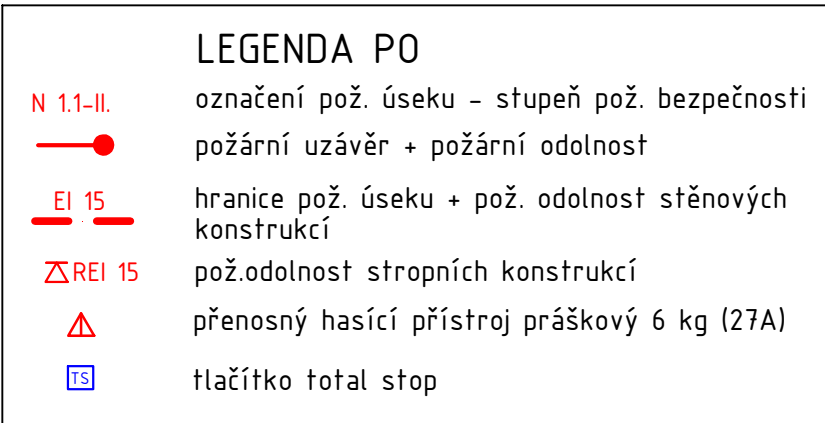 LEGENDA PO
N 1.1-II. označení pož. úseku - stupeň pož. bezpečnosti
požární uzávěr + požární odolnost
EI 15 hranice pož. úseku + pož. odolnost stěnových
konstrukcí
REI 15 pož.odolnost stropních konstrukcí
přenosný hasící přístroj práškový 6 kg (27A)
TS tlačítko total stop